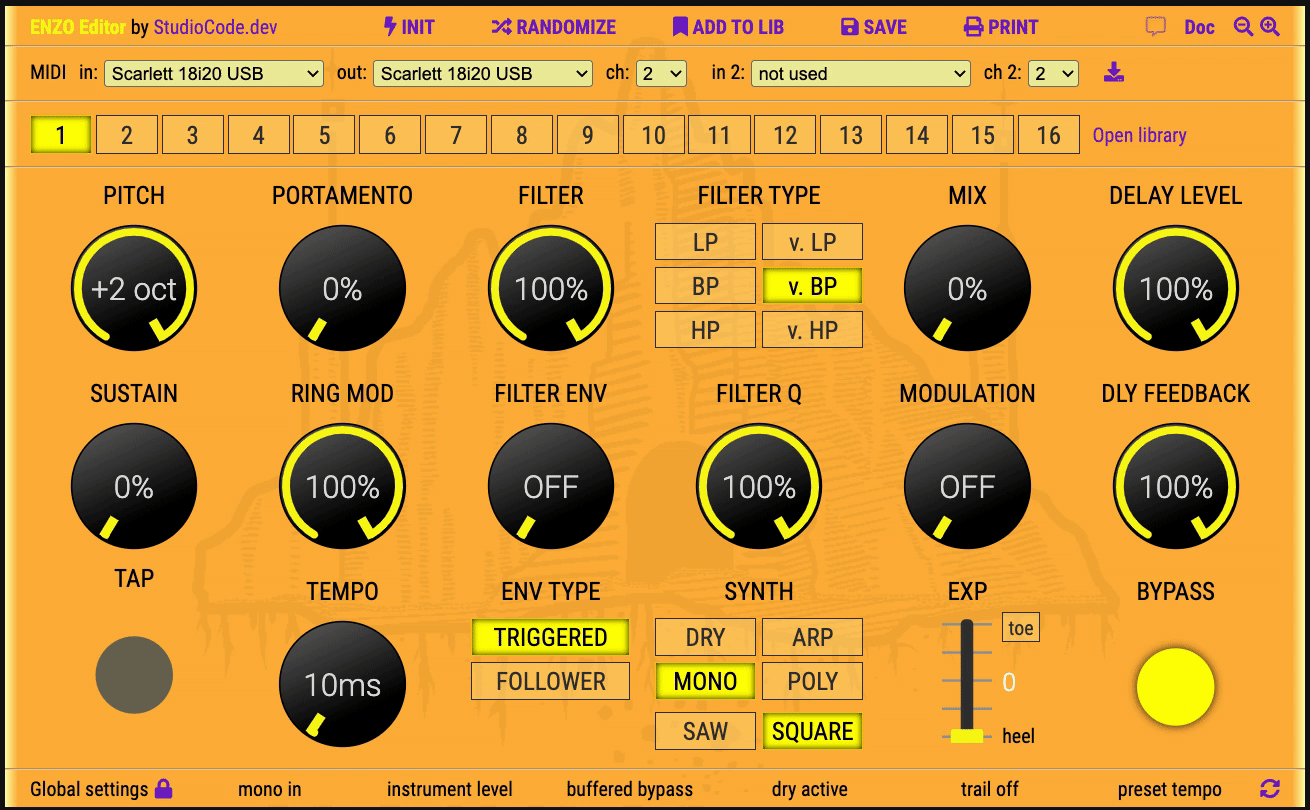 ENZO Editor by StudioCode.dev INIT RANDOMIZE ADD TO LIB SAVE PRINT Doc
MIDI in: Scarlett 18i20 USB out: Scarlett 18i20 USB ch: 2 in 2: not used ch 2: 2
1 2 3 4 5 6 7 8 9 10 11 12 13 14 15 16 Open library
PITCH PORTAMENTO FILTER FILTER TYPE MIX DELAY LEVEL
LP v. LP
+2 oct 0% 100% BP v. BP 0% 100%
HP v. HP
SUSTAIN RING MOD FILTER ENV FILTER Q MODULATION DLY FEEDBACK
0% 100% OFF 100% OFF 100%
TAP TEMPO ENV TYPE SYNTH EXP BYPASS
TRIGGERED DRY ARP toe
10ms FOLLOWER MONO POLY 0
SAW SQUARE heel
Global settings mono in instrument level buffered bypass dry active trail off preset tempo